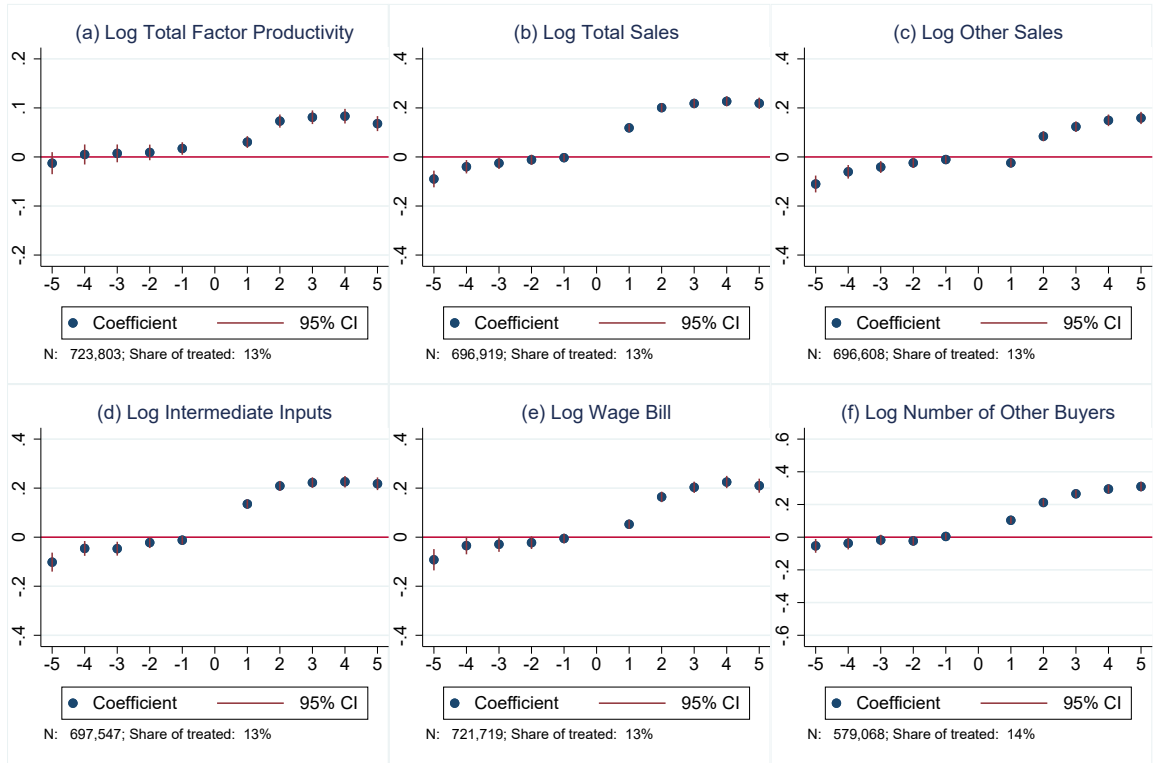 (a) Log Total Factor Productivity
.2
.1
0
-.1
-.2
-5 -4 -3 -2 -1 0 1 2 3 4 5
Coefficient 95% CI
N: 723,803; Share of treated: 13%
(b) Log Total Sales
.4
.2
0
-.2
-.4
-5 -4 -3 -2 -1 0 1 2 3 4 5
Coefficient 95% CI
N: 696,919; Share of treated: 13%
(c) Log Other Sales
.4
.2
0
-.2
-.4
-5 -4 -3 -2 -1 0 1 2 3 4 5
Coefficient 95% CI
N: 696,608; Share of treated: 13%
(d) Log Intermediate Inputs
.4
.2
0
-.2
-.4
-5 -4 -3 -2 -1 0 1 2 3 4 5
Coefficient 95% CI
N: 697,547; Share of treated: 13%
(e) Log Wage Bill
.4
.2
0
-.2
-.4
-5 -4 -3 -2 -1 0 1 2 3 4 5
Coefficient 95% CI
N: 721,719; Share of treated: 13%
(f) Log Number of Other Buyers
.6
.4
.2
0
-.2
-.4
-.6
-5 -4 -3 -2 -1 0 1 2 3 4 5
Coefficient 95% CI
N: 579,068; Share of treated: 14%